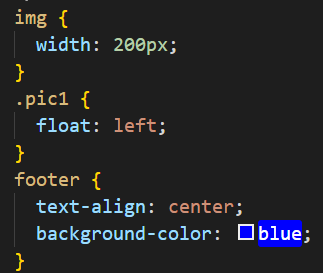 img {
width: 200px;
}
.pic1 {
float: left;
}
footer {
text-align: center;
background-color: blue;
}